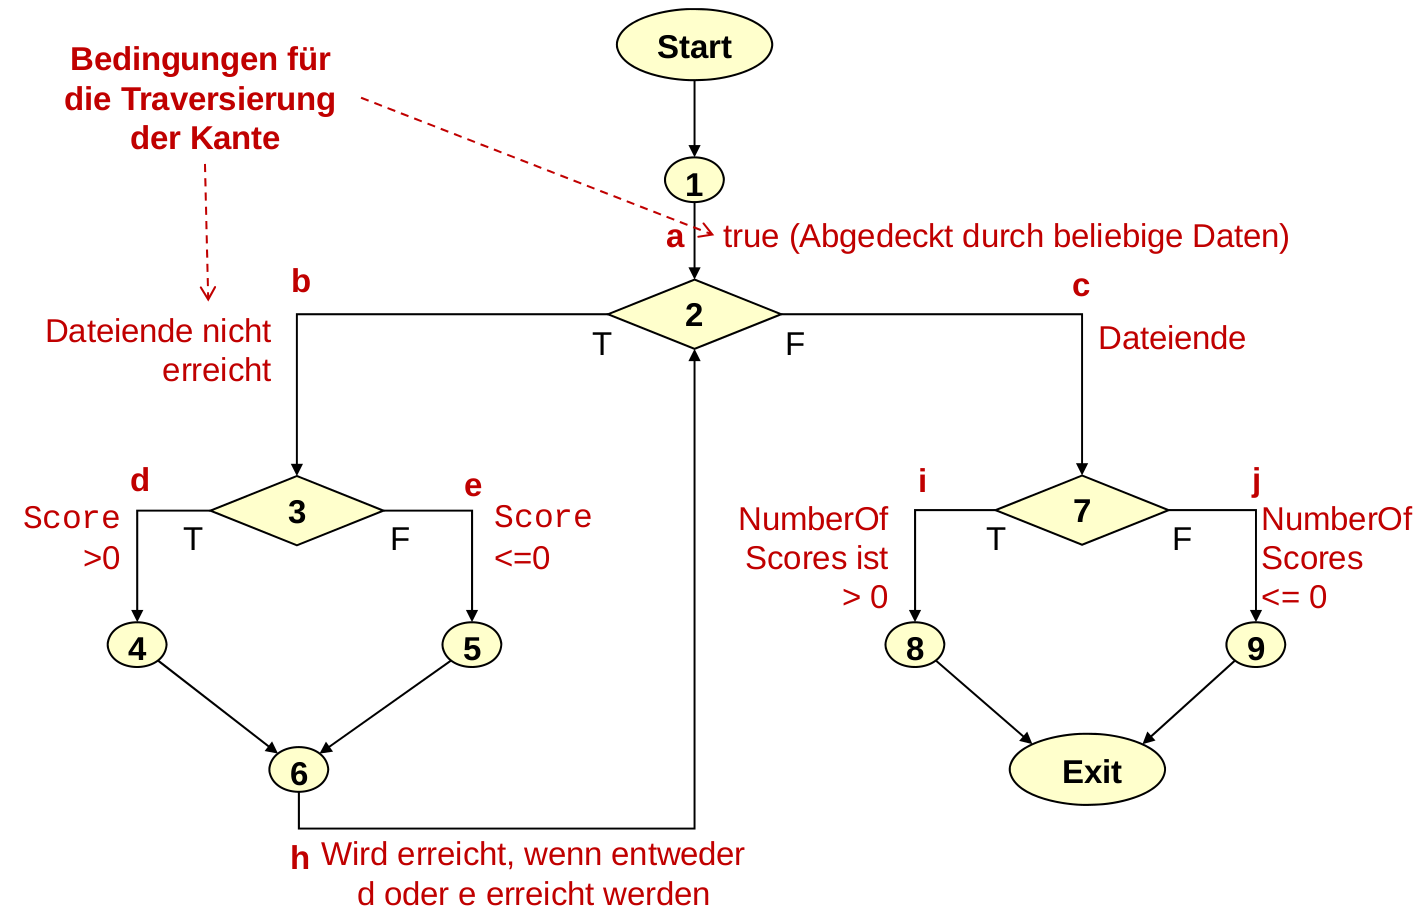 Start
Bedingungen für
die Traversierung
der Kante
1
a
true (Abgedeckt durch beliebige Daten)
b
2
c
T
F
Dateiende nicht
erreicht
Dateiende
d
3
e
Score
>0
T
F
Score
<=0
i
7
j
NumberOf
Scores ist
> 0
T
F
NumberOf
Scores
<= 0
4
5
8
9
6
Exit
h
Wird erreicht, wenn entweder
d oder e erreicht werden